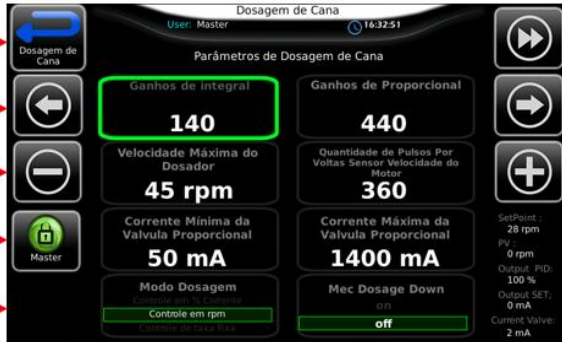 Dosagem de Cana
User: Master
16:32:51
Dosagem de
Cana
Parâmetros de Dosagem de Cana
Ganhos de integral
140
Ganhos de Proporcional
440
Velocidade Máxima do
Dosador
45 rpm
Quantidade de Pulsos Por
Voltas Sensor Velocidade do
Motor
360
Corrente Mínima da
Valvula Proporcional
50 mA
Corrente Máxima da
Valvula Proporcional
1400 mA
Master
Modo Dosagem
Controle em % Corrente
Controle em rpm
Controle de taxa Fixa
Mec Dosage Down
on
off
SetPoint :
28 rpm
PV :
0 rpm
Output PID:
100 %
Output SET;
0 mA
Current Valve:
2 mA